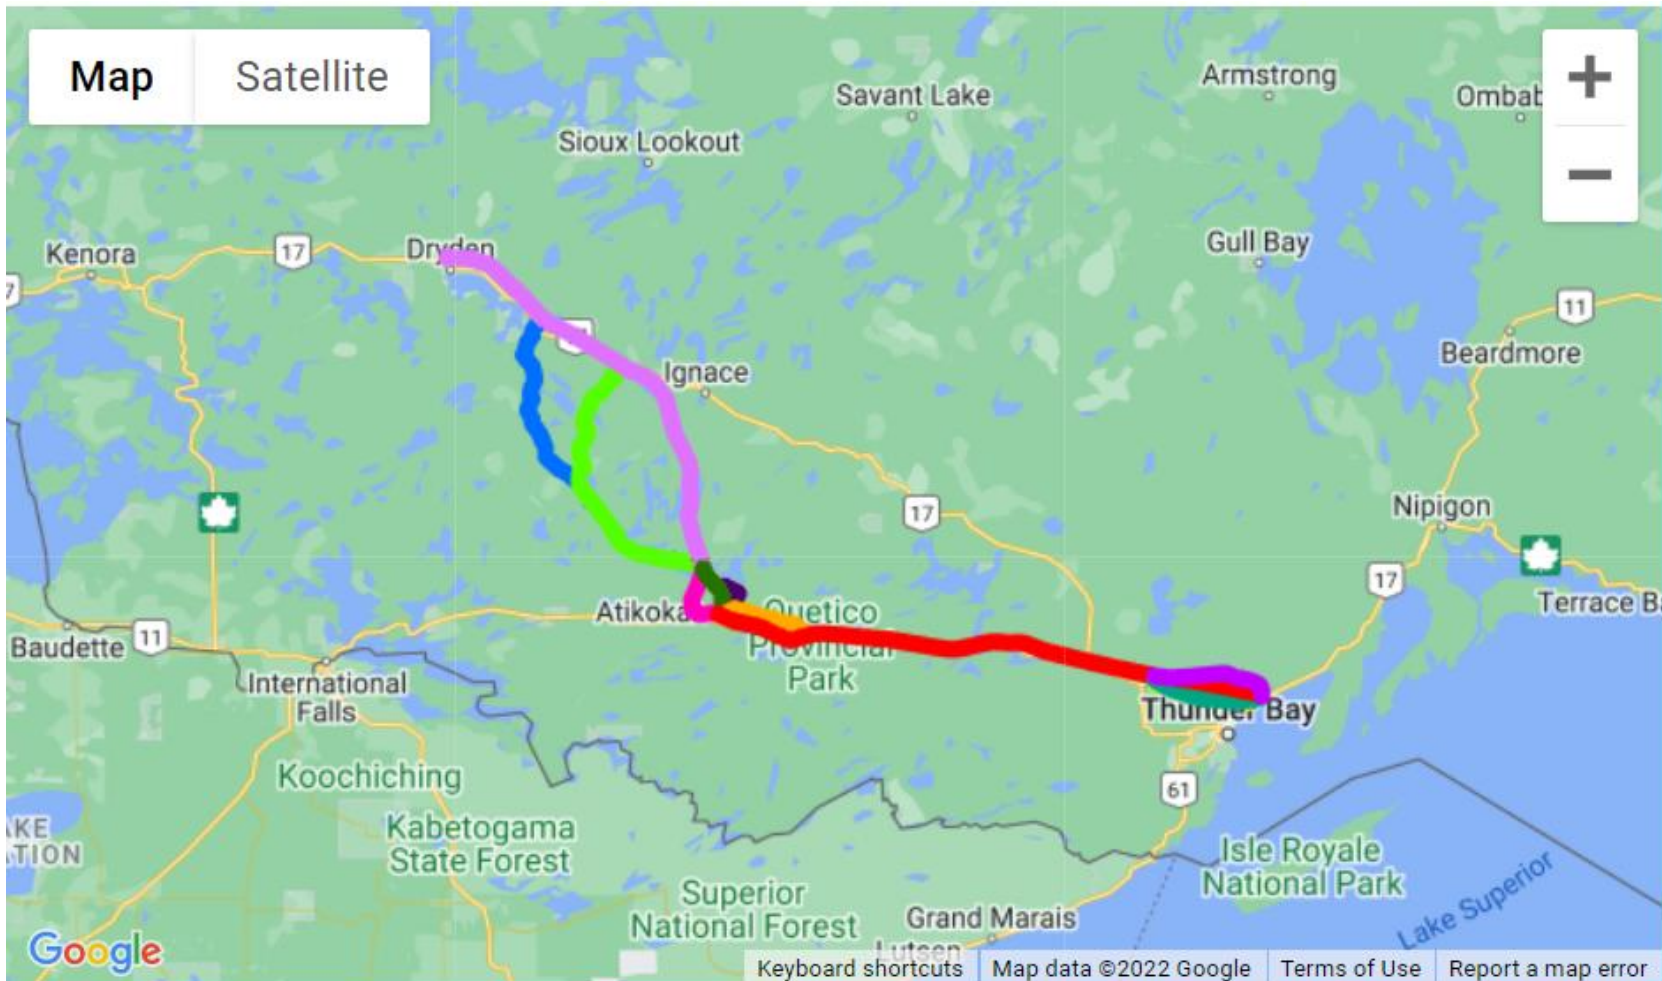 Map
Satellite
Armstrong
Savant Lake
Ombab
Sioux Lookout
Kenora
17
Dryden
Gull Bay
7
11
Beardmore
Ignace
Nipigon
17
17
Terrace B
Atikoka
Quetico
Provincial
Park
Baudette
11
International
Falls
Thunder Bay
Koochiching
61
Kabetogama
State Forest
AKE
ATION
Isle Royale
National Park
Superior
National Forest
Grand Marais
Lutsen
Lake Superior
Google
Keyboard shortcuts
Map data ©2022 Google
Terms of Use
Report a map error